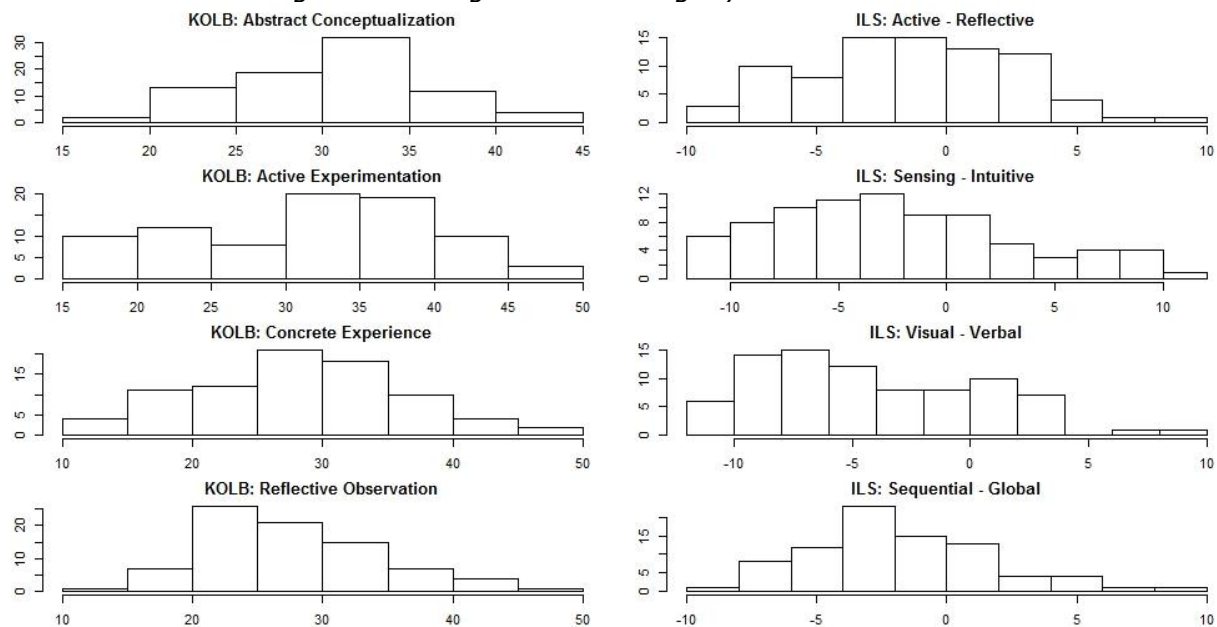 KOLB: Abstract Conceptualization
0 10 20 30
15 20 25 30 35 40 45
ILS: Active - Reflective
0 5 10 15
-10 -5 0 5 10
KOLB: Active Experimentation
0 5 10 20
15 20 25 30 35 40 45 50
ILS: Sensing - Intuitive
0 4 8 12
-10 -5 0 5 10
KOLB: Concrete Experience
0 5 15
10 20 30 40 50
ILS: Visual - Verbal
0 5 10 15
-10 -5 0 5 10
KOLB: Reflective Observation
0 10 20
10 20 30 40 50
ILS: Sequential - Global
0 5 15
-10 -5 0 5 10